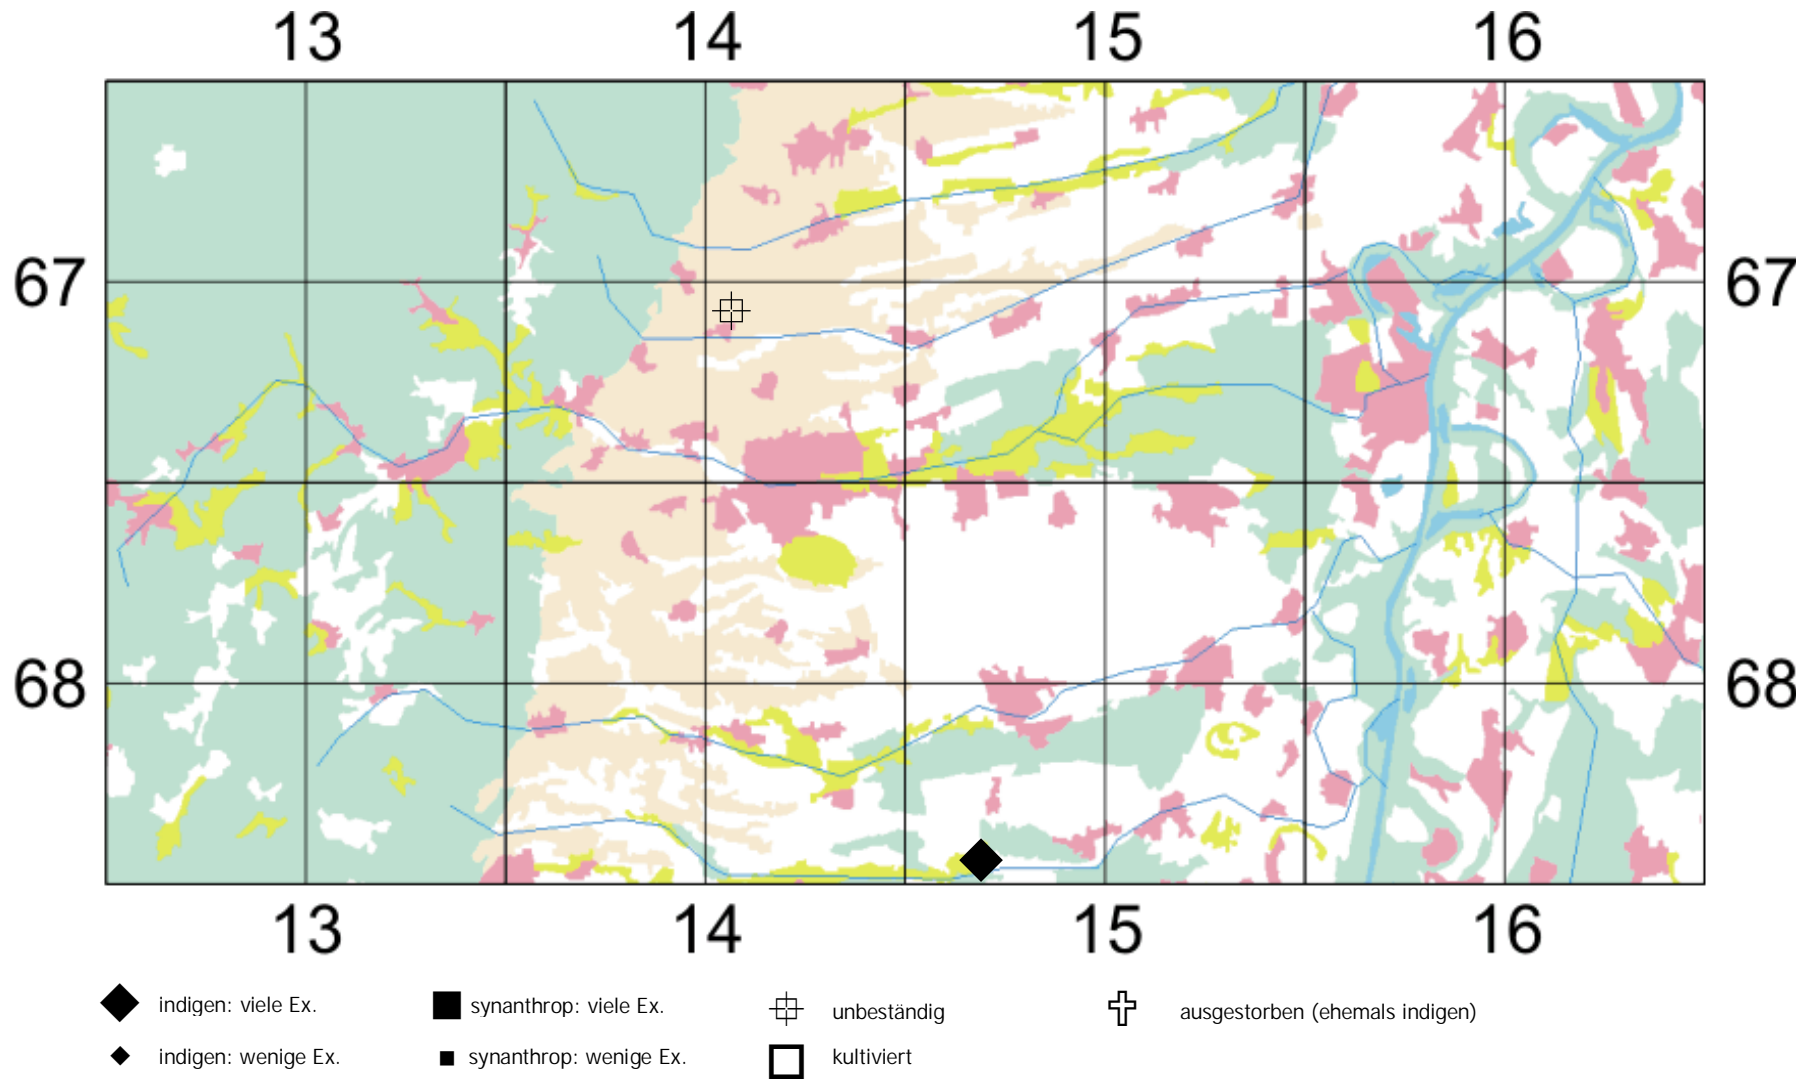 13 14 15 16
67 67
68 68
13 14 15 16
indigen: viele Ex. synanthrop: viele Ex. unbeständig ausgestorben (ehemals indigen)
indigen: wenige Ex. synanthrop: wenige Ex. kultiviert